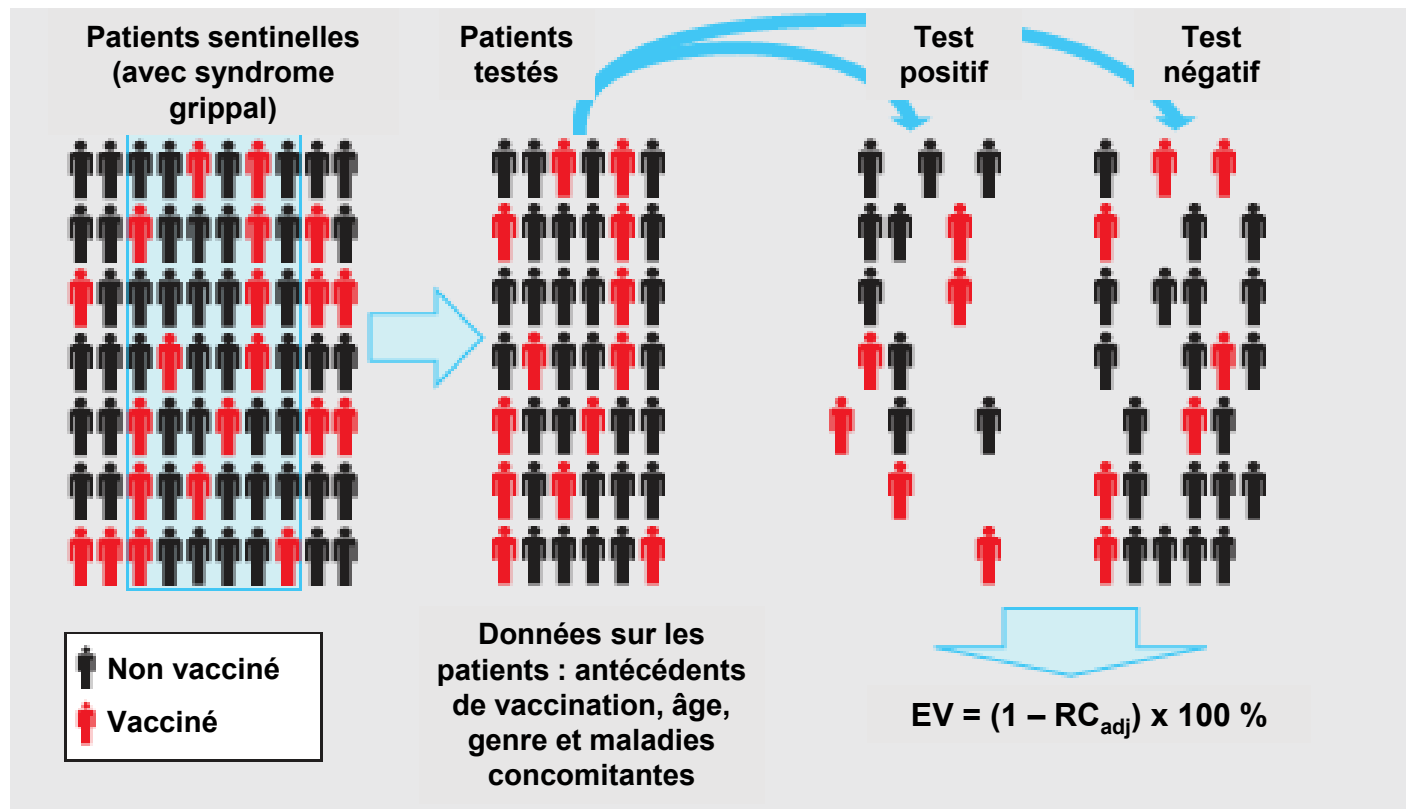 Patients sentinelles
(avec syndrome
grippal)
Patients
testés
Test
positif
Test
négatif
Non vacciné
Vacciné
Données sur les
patients : antécédents
de vaccination, âge,
genre et maladies
concomitantes
EV = (1 – RCadj) x 100 %